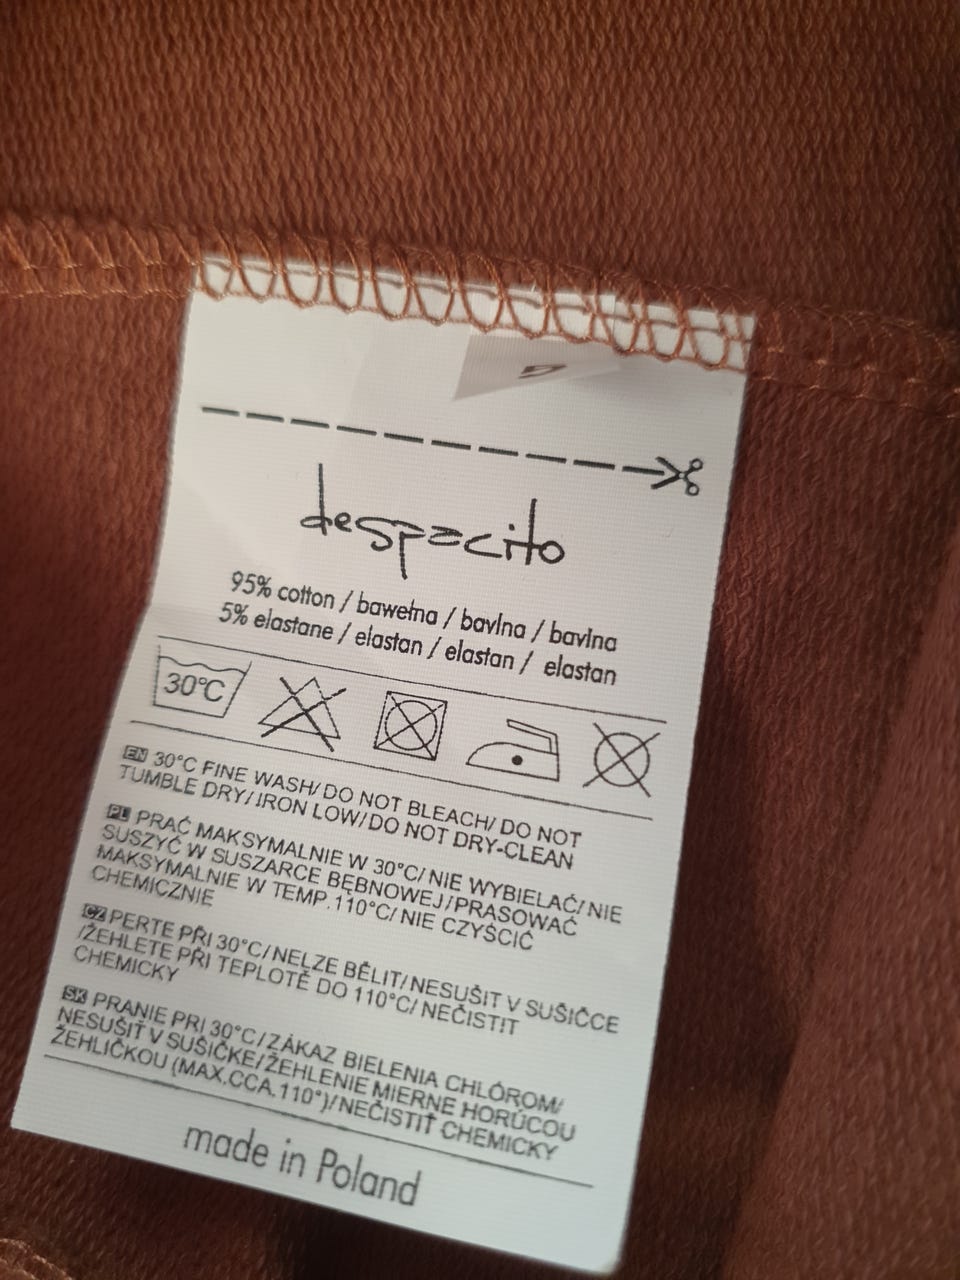 despacito
95% cotton / bawełna / bavlna / bavlna
5% elastane / elastan / elastan / elastan
30°C
EN 30°C FINE WASH/ DO NOT BLEACH/ DO NOT
TUMBLE DRY/ IRON LOW/ DO NOT DRY-CLEAN
PL PRAĆ MAKSYMALNIE W 30°C/ NIE WYBIELAĆ/ NIE
SUSZYĆ W SUSZARCE BĘBNOWEJ/PRASOWAĆ
MAKSYMALNIE W TEMP.110°C/ NIE CZYŚCIĆ
CHEMICZNIE
CZ PERTE PŘI 30°C/ NELZE BĚLIT/ NESUŠIT V SUŠIČCE
/ŽEHLETE PŘI TEPLOTĚ DO 110°C/ NEČISTIT
CHEMICKY
SK PRANIE PRI 30°C/ZÁKAZ BIELENIA CHLÓROM/
NESUŠIŤ V SUŠIČKE/ŽEHLENIE MIERNE HORÚCOU
ŽEHLIČKOU (MAX.CCA.110°)/ NEČISTIŤ CHEMICKY
made in Poland